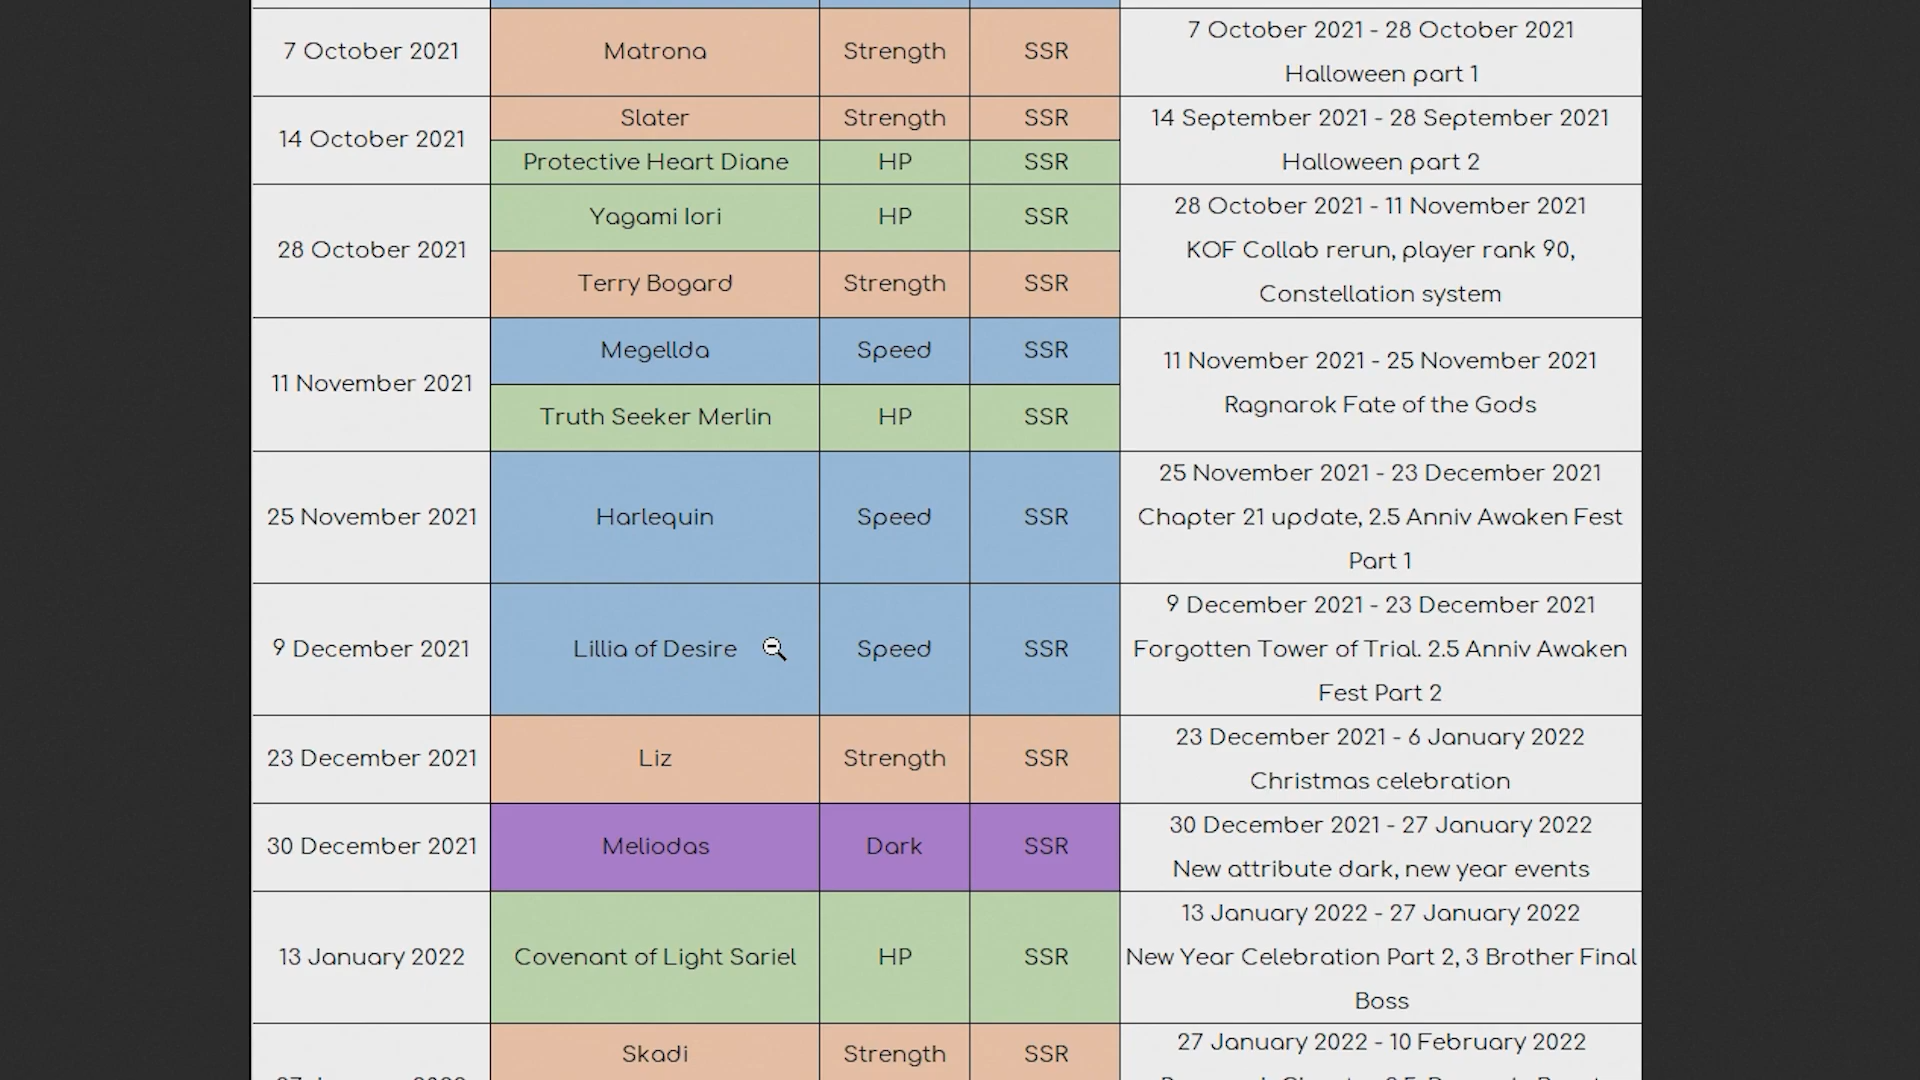 7 October 2021
Matrona
Strength
SSR
7 October 2021 - 28 October 2021
Halloween part 1
14 October 2021
Slater
Strength
SSR
Protective Heart Diane
HP
SSR
14 September 2021 - 28 September 2021
Halloween part 2
28 October 2021
Yagami Iori
HP
SSR
Terry Bogard
Strength
SSR
28 October 2021 - 11 November 2021
KOF Collab rerun, player rank 90,
Constellation system
11 November 2021
Megellda
Speed
SSR
Truth Seeker Merlin
HP
SSR
11 November 2021 - 25 November 2021
Ragnarok Fate of the Gods
25 November 2021
Harlequin
Speed
SSR
25 November 2021 - 23 December 2021
Chapter 21 update, 2.5 Anniv Awaken Fest
Part 1
9 December 2021
Lillia of Desire
Speed
SSR
9 December 2021 - 23 December 2021
Forgotten Tower of Trial. 2.5 Anniv Awaken
Fest Part 2
23 December 2021
Liz
Strength
SSR
23 December 2021 - 6 January 2022
Christmas celebration
30 December 2021
Meliodas
Dark
SSR
30 December 2021 - 27 January 2022
New attribute dark, new year events
13 January 2022
Covenant of Light Sariel
HP
SSR
13 January 2022 - 27 January 2022
New Year Celebration Part 2, 3 Brother Final
Boss
Skadi
Strength
SSR
27 January 2022 - 10 February 2022